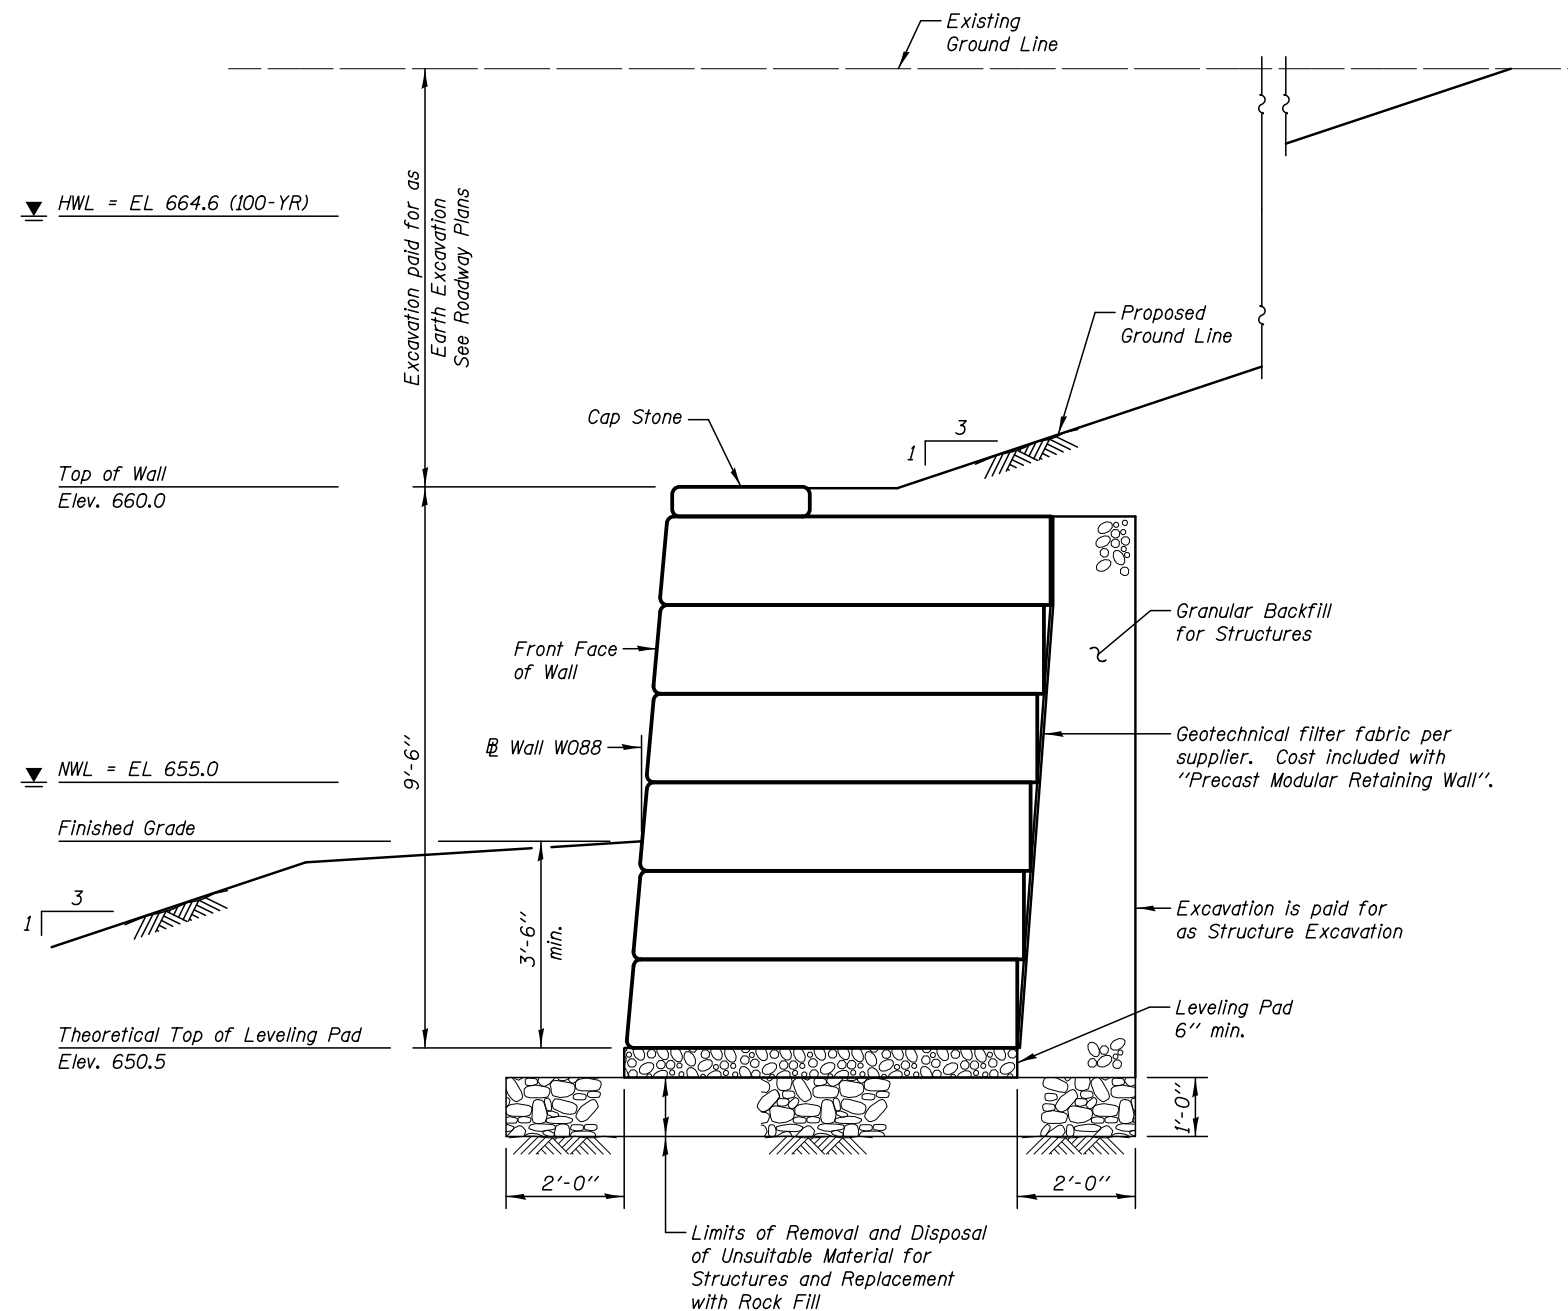 Existing
Ground Line
Excavation paid for as
Earth Excavation
See Roadway Plans
HWL = EL 664.6 (100-YR)
Proposed
Ground Line
Cap Stone
3
1
Top of Wall
Elev. 660.0
Granular Backfill
for Structures
Front Face
of Wall
Wall W088
Geotechnical filter fabric per
supplier. Cost included with
"Precast Modular Retaining Wall".
9'-6"
NWL = EL 655.0
Finished Grade
3
1
3'-6"
min.
Excavation is paid for
as Structure Excavation
Leveling Pad
6" min.
Theoretical Top of Leveling Pad
Elev. 650.5
1'-0"
2'-0"
2'-0"
Limits of Removal and Disposal
of Unsuitable Material for
Structures and Replacement
with Rock Fill